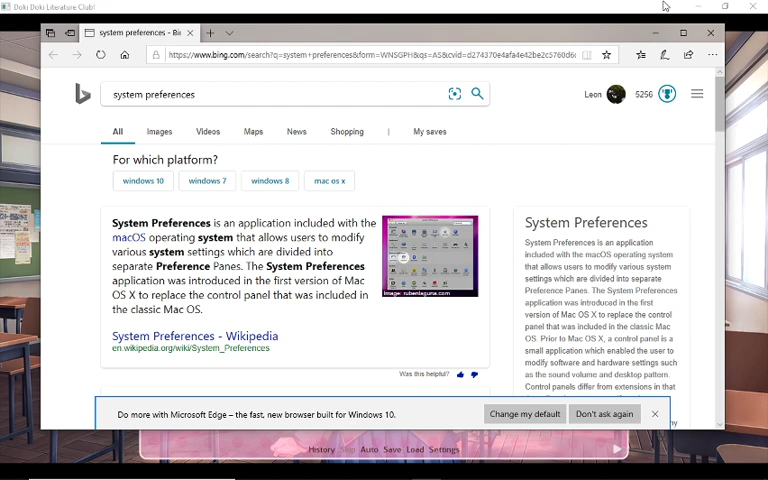 Doki Doki Literature Club!
system preferences - Bi
https://www.bing.com/search?q=system+preferences&form=WNSGPH&qs=AS&cvid=d274370e4afa4e42be2c5760d6
system preferences
Leon
5256
All
Images
Videos
Maps
News
Shopping
My saves
For which platform?
windows 10
windows 7
windows 8
mac os x
System Preferences is an application included with the
macOS operating system that allows users to modify
various system settings which are divided into
separate Preference Panes. The System Preferences
application was introduced in the first version of Mac
OS X to replace the control panel that was included in
the classic Mac OS.
Image: rubenlaguna.com
System Preferences - Wikipedia
en.wikipedia.org/wiki/System_Preferences
Was this helpful?
System Preferences
System Preferences is an application
included with the macOS operating system
that allows users to modify various system
settings which are divided into separate
Preference Panes. The System Preferences
application was introduced in the first
version of Mac OS X to replace the control
panel that was included in the classic Mac
OS. Prior to Mac OS X, a control panel is a
small application which enabled the user to
modify software and hardware settings such
as the sound volume and desktop pattern.
Control panels differ from extensions in that
Do more with Microsoft Edge – the fast, new browser built for Windows 10.
Change my default
Don't ask again
ny
History Skip Auto Save Load Settings